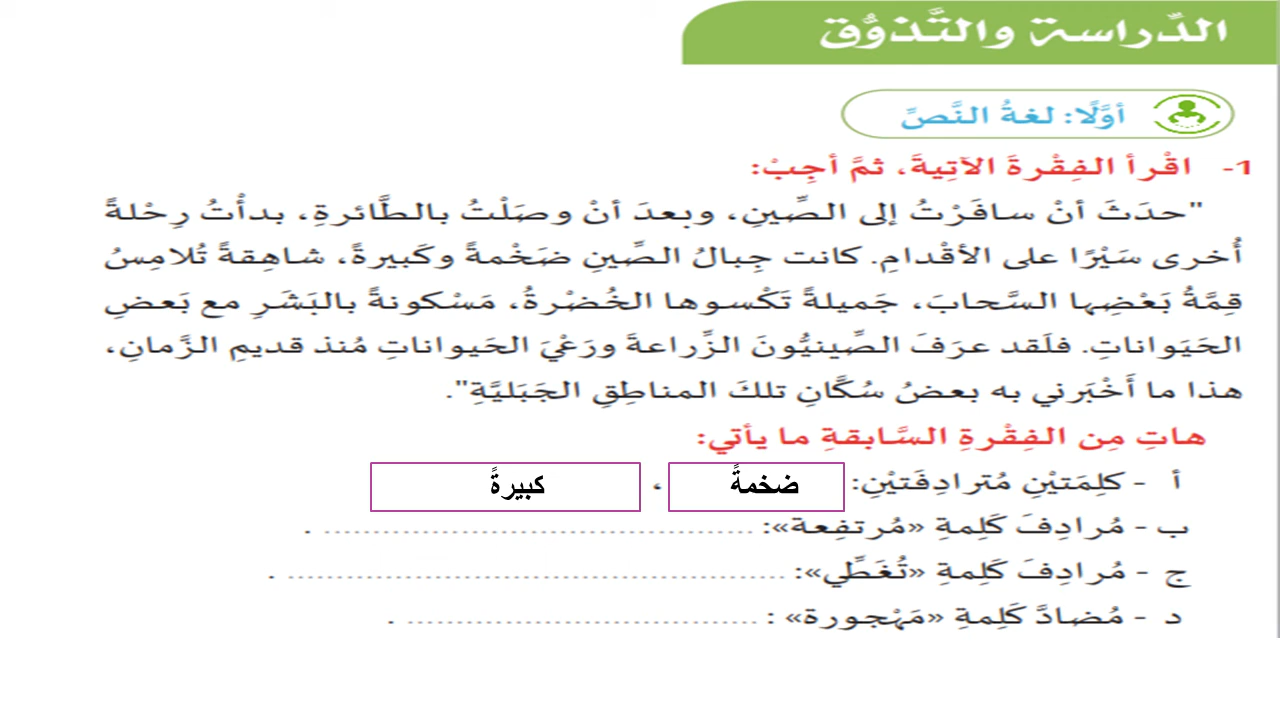 الدِّراسة والتَّذوُّق
أوَّلًا: لغةُ النَّصِّ
1- اقْرأ الفِقْرةَ الآتِيةَ، ثمَّ أجِبْ:
"حدَثَ أنْ سافَرْتُ إلى الصِّينِ، وبعدَ أنْ وصَلْتُ بالطَّائرةِ، بدأْتُ رِحْلةً
أُخرى سَيْرًا على الأقْدامِ. كانت جِبالُ الصِّينِ ضَخْمةً وكَبيرةً، شاهِقةً تُلامِسُ
قِمَّةُ بَعْضِها السَّحابَ، جَميلةً تَكْسوها الخُضْرةُ، مَسْكونةً بالبَشَرِ مع بَعضِ
الحَيَواناتِ. فلَقد عرَفَ الصِّينيُّونَ الزِّراعةَ ورَعْيَ الحَيواناتِ مُنذ قديمِ الزَّمانِ،
هذا ما أَخْبَرني به بعضُ سُكَّانِ تلكَ المناطِقِ الجَبَليَّةِ".
هاتِ مِن الفِقْرةِ السَّابقةِ ما يأتي:
أ - كلِمَتيْنِ مُترادِفَتيْنِ: ضخمةً ، كبيرةً
ب - مُرادِفَ كَلِمةِ «مُرتفِعة»: ........................................... .
ج - مُرادِفَ كَلِمةِ «تُغَطِّي»: ........................................... .
د - مُضادَّ كَلِمةِ «مَهْجورة» : ........................................... .